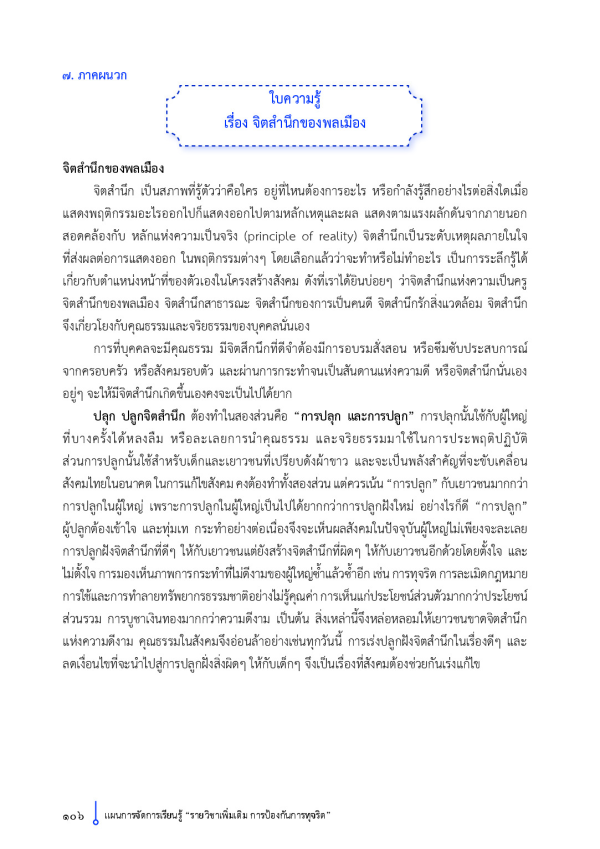 ๗. ภาคผนวก
ใบความรู้
เรื่อง จิตสำนึกของพลเมือง
จิตสำนึกของพลเมือง
จิตสำนึก เป็นสภาพที่รู้ตัวว่าคือใคร อยู่ที่ไหนต้องการอะไร หรือกำลังรู้สึกอย่างไรต่อสิ่งใดเมื่อ
แสดงพฤติกรรมอะไรออกไปก็แสดงออกไปตามหลักเหตุและผล แสดงตามแรงผลักดันจากภายนอก
สอดคล้องกับ หลักแห่งความเป็นจริง (principle of reality) จิตสำนึกเป็นระดับเหตุผลภายในใจ
ที่ส่งผลต่อการแสดงออก ในพฤติกรรมต่างๆ โดยเลือกแล้วว่าจะทำหรือไม่ทำอะไร เป็นการระลึกรู้ได้
เกี่ยวกับตำแหน่งหน้าที่ของตัวเองในโครงสร้างสังคม ดังที่เราได้ยินบ่อยๆ ว่าจิตสำนึกแห่งความเป็นครู
จิตสำนึกของพลเมือง จิตสำนึกสาธารณะ จิตสำนึกของการเป็นคนดี จิตสำนึกรักสิ่งแวดล้อม จิตสำนึก
จึงเกี่ยวโยงกับคุณธรรมและจริยธรรมของบุคคลนั่นเอง
การที่บุคคลจะมีคุณธรรม มีจิตสึกนึกที่ดีจำต้องมีการอบรมสั่งสอน หรือซึมซับประสบการณ์
จากครอบครัว หรือสังคมรอบตัว และผ่านการกระทำจนเป็นสันดานแห่งความดี หรือจิตสำนึกนั่นเอง
อยู่ๆ จะให้มีจิตสำนึกเกิดขึ้นเองคงจะเป็นไปได้ยาก
ปลุก ปลูกจิตสำนึก ต้องทำในสองส่วนคือ “การปลุก และการปลูก” การปลุกนั้นใช้กับผู้ใหญ่
ที่บางครั้งได้หลงลืม หรือละเลยการนำคุณธรรม และจริยธรรมมาใช้ในการประพฤติปฏิบัติ
ส่วนการปลูกนั้นใช้สำหรับเด็กและเยาวชนที่เปรียบดังผ้าขาว และจะเป็นพลังสำคัญที่จะขับเคลื่อน
สังคมไทยในอนาคต ในการแก้ไขสังคม คงต้องทำทั้งสองส่วน แต่ควรเน้น “การปลูก” กับเยาวชนมากกว่า
การปลุกในผู้ใหญ่ เพราะการปลุกในผู้ใหญ่เป็นไปได้ยากกว่าการปลูกฝังใหม่ อย่างไรก็ดี “การปลูก”
ผู้ปลูกต้องเข้าใจ และทุ่มเท กระทำอย่างต่อเนื่องจึงจะเห็นผลสังคมในปัจจุบันผู้ใหญ่ไม่เพียงจะละเลย
การปลูกฝังจิตสำนึกที่ดีๆ ให้กับเยาวชนแต่ยังสร้างจิตสำนึกที่ผิดๆ ให้กับเยาวชนอีกด้วยโดยตั้งใจ และ
ไม่ตั้งใจ การมองเห็นภาพการกระทำที่ไม่ดีงามของผู้ใหญ่ซ้ำแล้วซ้ำอีก เช่น การทุจริต การละเมิดกฎหมาย
การใช้และการทำลายทรัพยากรธรรมชาติอย่างไม่รู้คุณค่า การเห็นแก่ประโยชน์ส่วนตัวมากกว่าประโยชน์
ส่วนรวม การบูชาเงินทองมากกว่าความดีงาม เป็นต้น สิ่งเหล่านี้จึงหล่อหลอมให้เยาวชนขาดจิตสำนึก
แห่งความดีงาม คุณธรรมในสังคมจึงอ่อนล้าอย่างเช่นทุกวันนี้ การเร่งปลูกฝังจิตสำนึกในเรื่องดีๆ และ
ลดเงื่อนไขที่จะนำไปสู่การปลูกฝังสิ่งผิดๆ ให้กับเด็กๆ จึงเป็นเรื่องที่สังคมต้องช่วยกันเร่งแก้ไข
๑๐๖ แผนการจัดการเรียนรู้ “รายวิชาเพิ่มเติม การป้องกันการทุจริต”